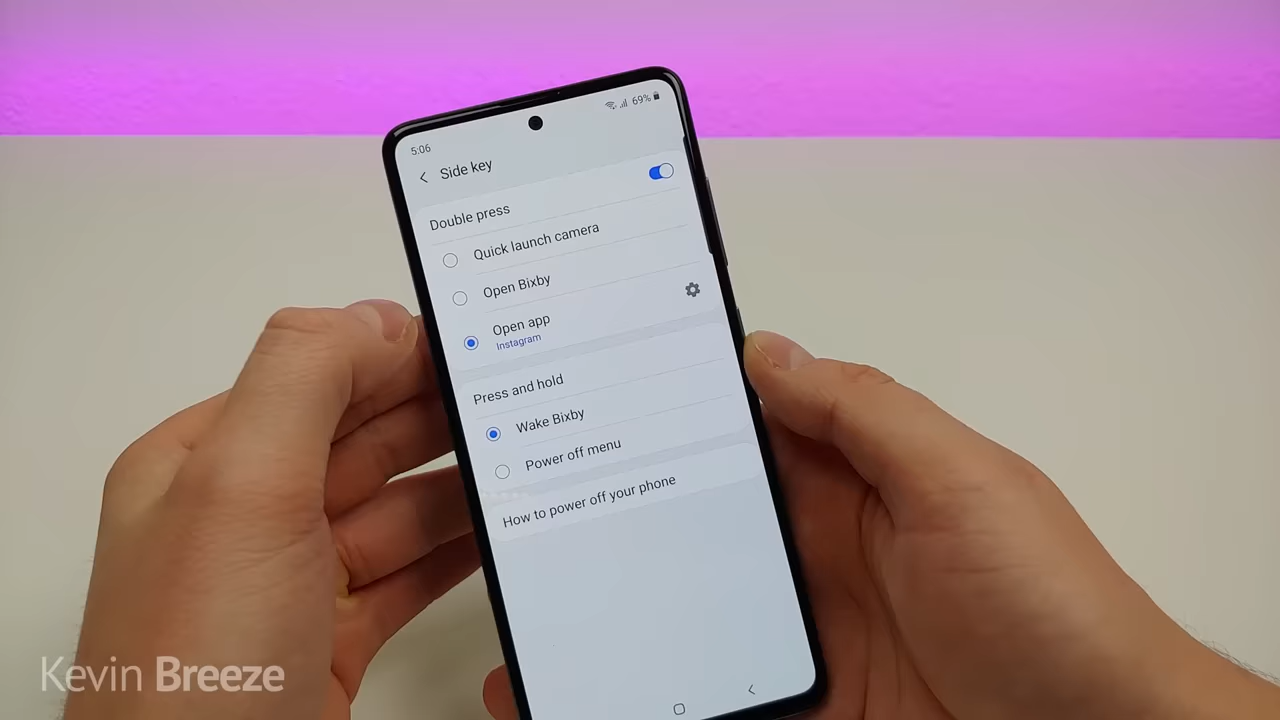 5:06
69%
Side key
Double press
Quick launch camera
Open Bixby
Open app
Instagram
Press and hold
Wake Bixby
Power off menu
How to power off your phone
Kevin Breeze